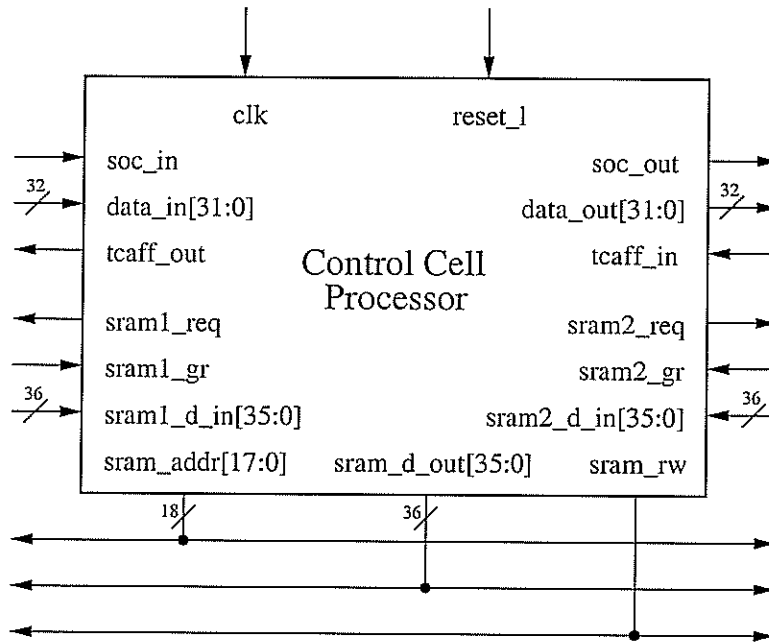 clk reset_l
soc_in soc_out
32 data_in[31:0] data_out[31:0] 32
tcaff_out tcaff_in
Control Cell
Processor
sram1_req sram2_req
sram1_gr sram2_gr
36 sram1_d_in[35:0] sram2_d_in[35:0] 36
sram_addr[17:0] sram_d_out[35:0] sram_rw
18 36